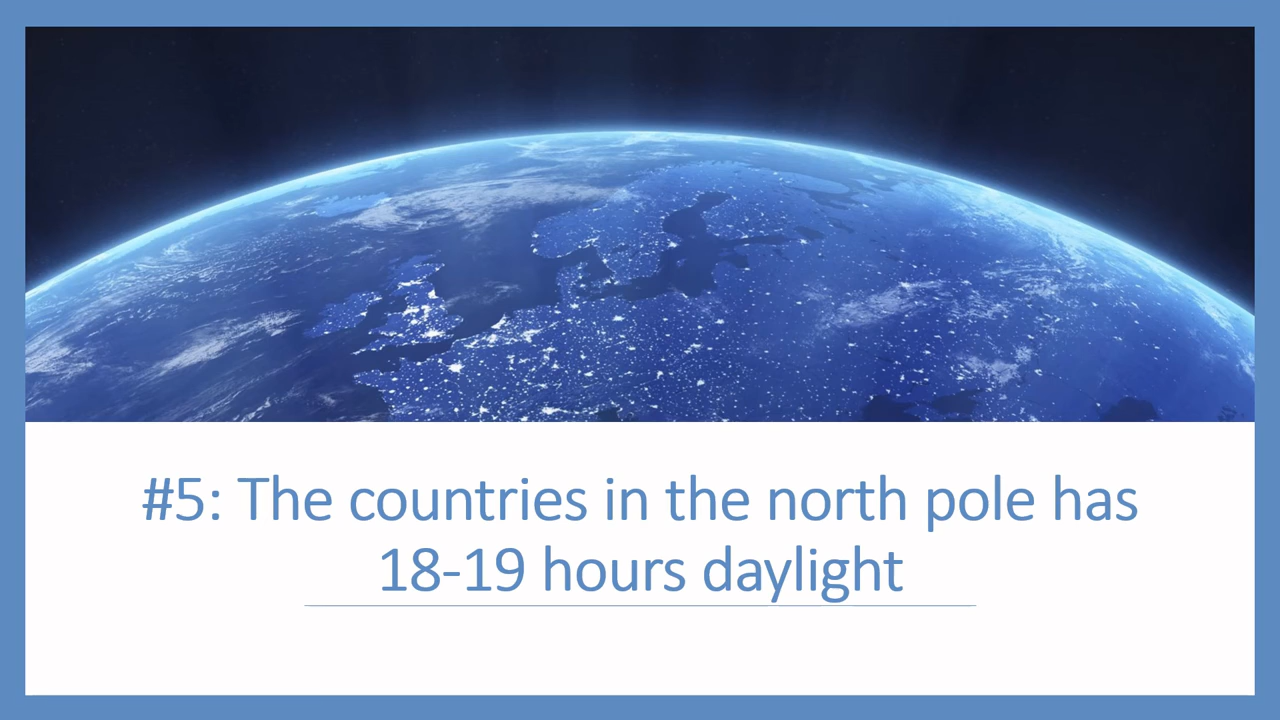 #5: The countries in the north pole has
18-19 hours daylight